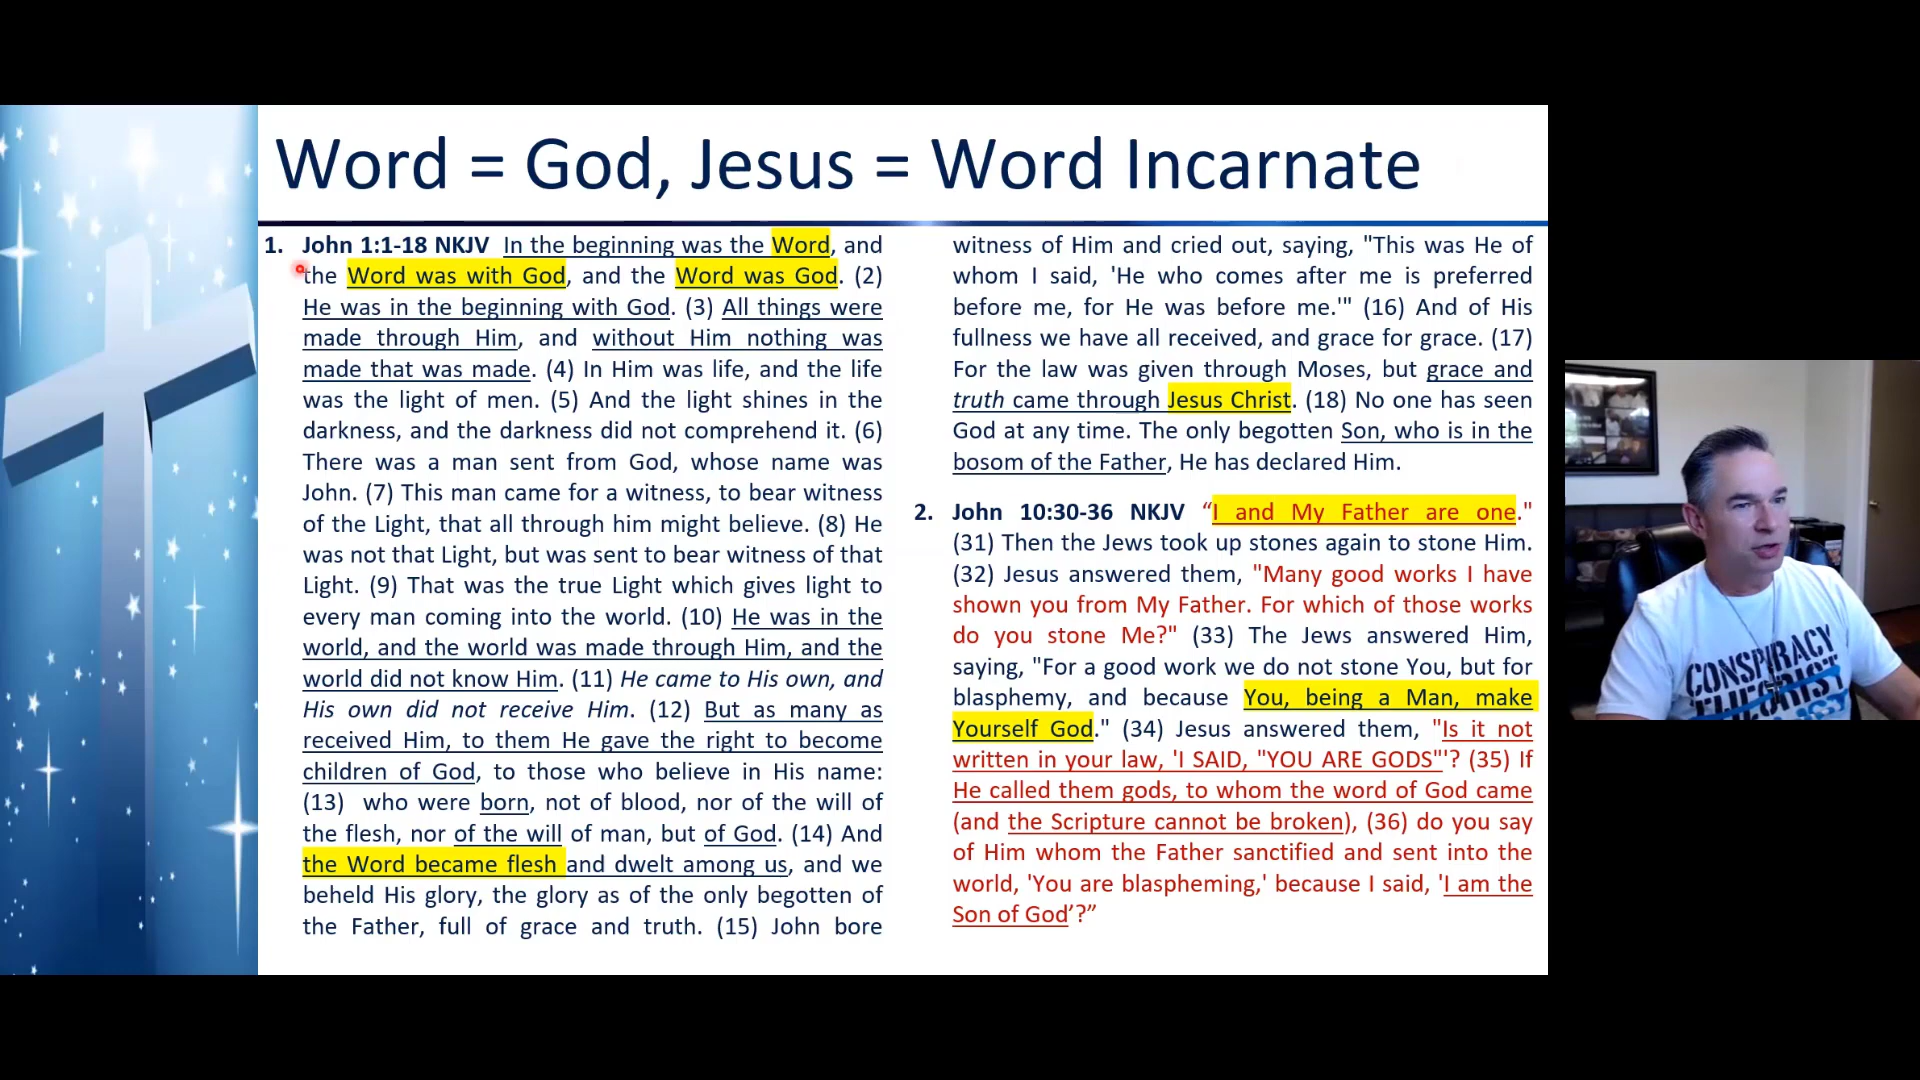 Word = God, Jesus = Word Incarnate
1. John 1:1-18 NKJV In the beginning was the Word, and
the Word was with God, and the Word was God. (2)
He was in the beginning with God. (3) All things were
made through Him, and without Him nothing was
made that was made. (4) In Him was life, and the life
was the light of men. (5) And the light shines in the
darkness, and the darkness did not comprehend it. (6)
There was a man sent from God, whose name was
John. (7) This man came for a witness, to bear witness
of the Light, that all through him might believe. (8) He
was not that Light, but was sent to bear witness of that
Light. (9) That was the true Light which gives light to
every man coming into the world. (10) He was in the
world, and the world was made through Him, and the
world did not know Him. (11) He came to His own, and
His own did not receive Him. (12) But as many as
received Him, to them He gave the right to become
children of God, to those who believe in His name:
(13) who were born, not of blood, nor of the will of
the flesh, nor of the will of man, but of God. (14) And
the Word became flesh and dwelt among us, and we
beheld His glory, the glory as of the only begotten of
the Father, full of grace and truth. (15) John bore
witness of Him and cried out, saying, "This was He of
whom I said, 'He who comes after me is preferred
before me, for He was before me.'" (16) And of His
fullness we have all received, and grace for grace. (17)
For the law was given through Moses, but grace and
truth came through Jesus Christ. (18) No one has seen
God at any time. The only begotten Son, who is in the
bosom of the Father, He has declared Him.
2. John 10:30-36 NKJV “I and My Father are one."
(31) Then the Jews took up stones again to stone Him.
(32) Jesus answered them, "Many good works I have
shown you from My Father. For which of those works
do you stone Me?" (33) The Jews answered Him,
saying, "For a good work we do not stone You, but for
blasphemy, and because You, being a Man, make
Yourself God." (34) Jesus answered them, "Is it not
written in your law, 'I SAID, "YOU ARE GODS"'? (35) If
He called them gods, to whom the word of God came
(and the Scripture cannot be broken), (36) do you say
of Him whom the Father sanctified and sent into the
world, 'You are blaspheming,' because I said, 'I am the
Son of God’?”
CONSPIRACY
THEORIST